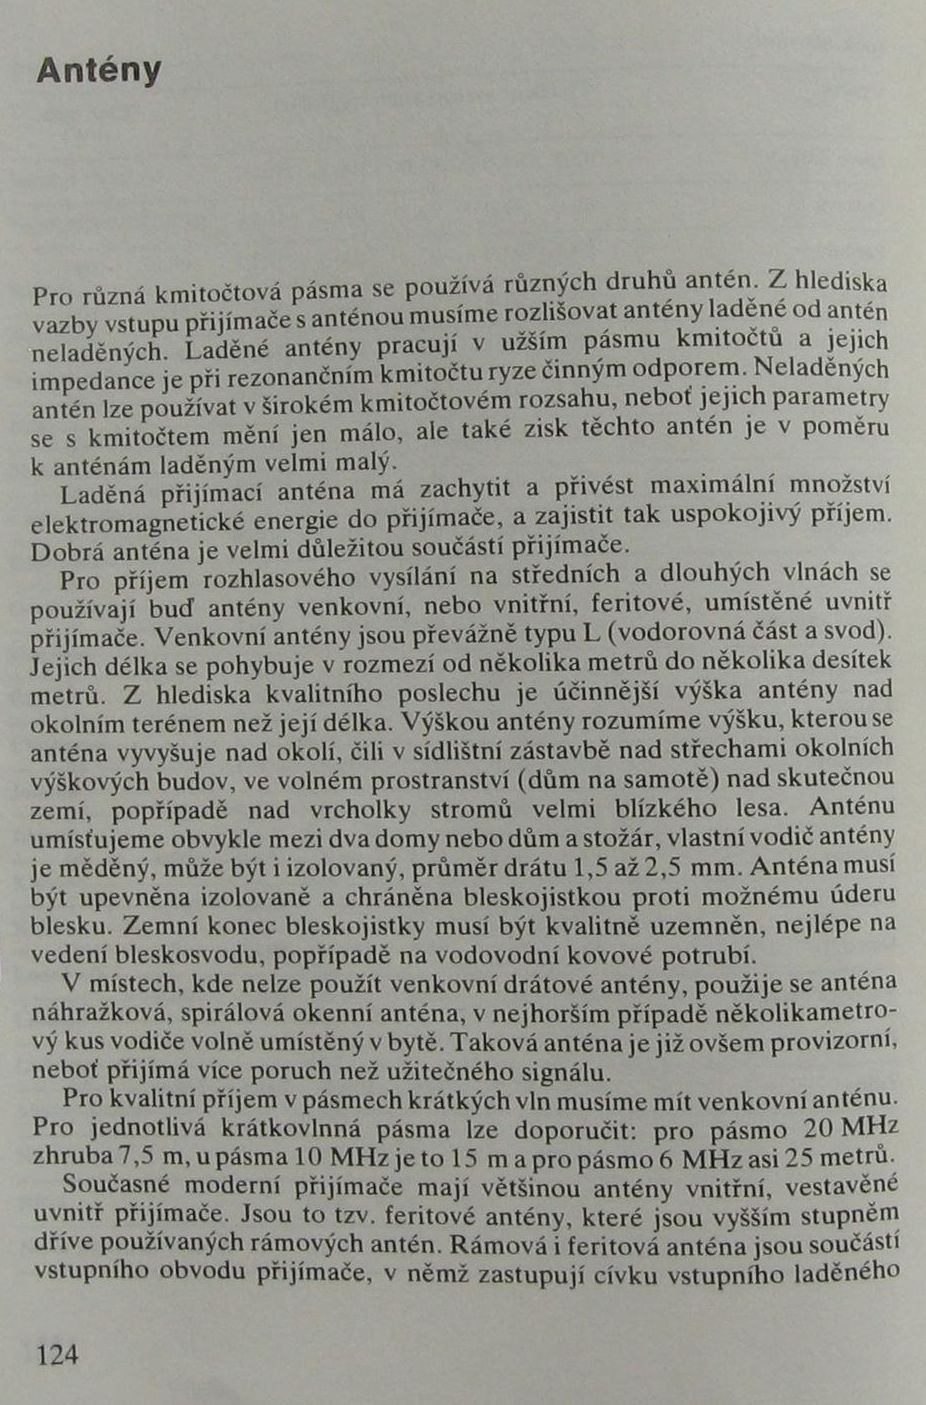 Antény
Pro různá kmitočtová pásma se používá různých druhů antén. Z hlediska
vazby vstupu přijímače s anténou musíme rozlišovat antény laděné od antén
neladěných. Laděné antény pracují v užším pásmu kmitočtů a jejich
impedance je při rezonančním kmitočtu ryze činným odporem. Neladěných
antén lze používat v širokém kmitočtovém rozsahu, neboť jejich parametry
se s kmitočtem mění jen málo, ale také zisk těchto antén je v poměru
k anténám laděným velmi malý.
Laděná přijímací anténa má zachytit a přivést maximální množství
elektromagnetické energie do přijímače, a zajistit tak uspokojivý příjem.
Dobrá anténa je velmi důležitou součástí přijímače.
Pro příjem rozhlasového vysílání na středních a dlouhých vlnách se
používají buď antény venkovní, nebo vnitřní, feritové, umístěné uvnitř
přijímače. Venkovní antény jsou převážně typu L (vodorovná část a svod).
Jejich délka se pohybuje v rozmezí od několika metrů do několika desítek
metrů. Z hlediska kvalitního poslechu je účinnější výška antény nad
okolním terénem než její délka. Výškou antény rozumíme výšku, kterou se
anténa vyvyšuje nad okolí, čili v sídlištní zástavbě nad střechami okolních
výškových budov, ve volném prostranství (dům na samotě) nad skutečnou
zemí, popřípadě nad vrcholky stromů velmi blízkého lesa. Anténu
umísťujeme obvykle mezi dva domy nebo dům a stožár, vlastní vodič antény
je měděný, může být i izolovaný, průměr drátu 1,5 až 2,5 mm. Anténa musí
být upevněna izolovaně a chráněna bleskojistkou proti možnému úderu
blesku. Zemní konec bleskojistky musí být kvalitně uzemněn, nejlépe na
vedení bleskosvodu, popřípadě na vodovodní kovové potrubí.
V místech, kde nelze použít venkovní drátové antény, použije se anténa
náhražková, spirálová okenní anténa, v nejhorším případě několikametro-
vý kus vodiče volně umístěný v bytě. Taková anténa je již ovšem provizorní,
neboť přijímá více poruch než užitečného signálu.
Pro kvalitní příjem v pásmech krátkých vln musíme mít venkovní anténu.
Pro jednotlivá krátkovlnná pásma lze doporučit: pro pásmo 20 MHz
zhruba 7,5 m, u pásma 10 MHz je to 15 m a pro pásmo 6 MHz asi 25 metrů.
Současné moderní přijímače mají většinou antény vnitřní, vestavěné
uvnitř přijímače. Jsou to tzv. feritové antény, které jsou vyšším stupněm
dříve používaných rámových antén. Rámová i feritová anténa jsou součástí
vstupního obvodu přijímače, v němž zastupují cívku vstupního laděného
124